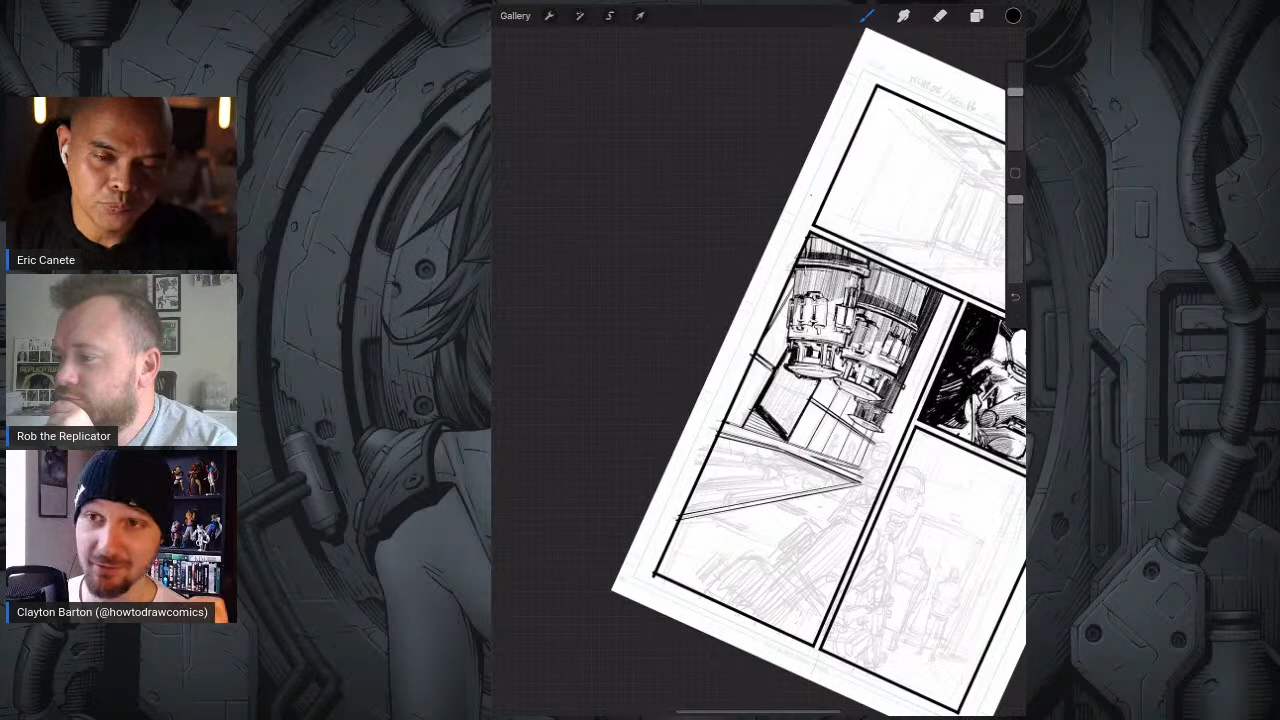 Gallery
Eric Canete
Rob the Replicator
Clayton Barton (@howtodrawcomics)